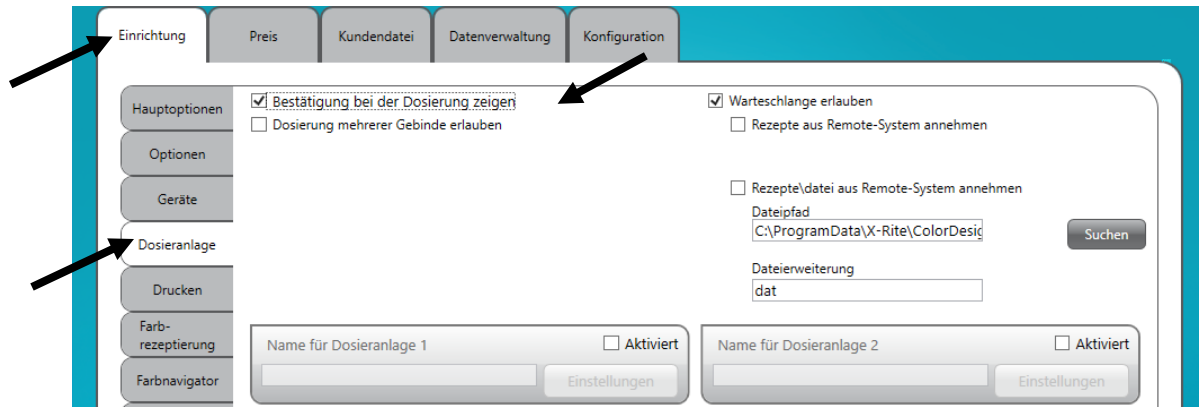 Einrichtung
Preis
Kundendatei
Datenverwaltung
Konfiguration
Hauptoptionen
Optionen
Geräte
Dosieranlage
Drucken
Farb-
rezeptierung
Farbnavigator
Bestätigung bei der Dosierung zeigen
Dosierung mehrerer Gebinde erlauben
Warteschlange erlauben
Rezepte aus Remote-System annehmen
Rezepte\datei aus Remote-System annehmen
Dateipfad
C:\ProgramData\X-Rite\ColorDesig
Suchen
Dateierweiterung
dat
Name für Dosieranlage 1
Aktiviert
Einstellungen
Name für Dosieranlage 2
Aktiviert
Einstellungen